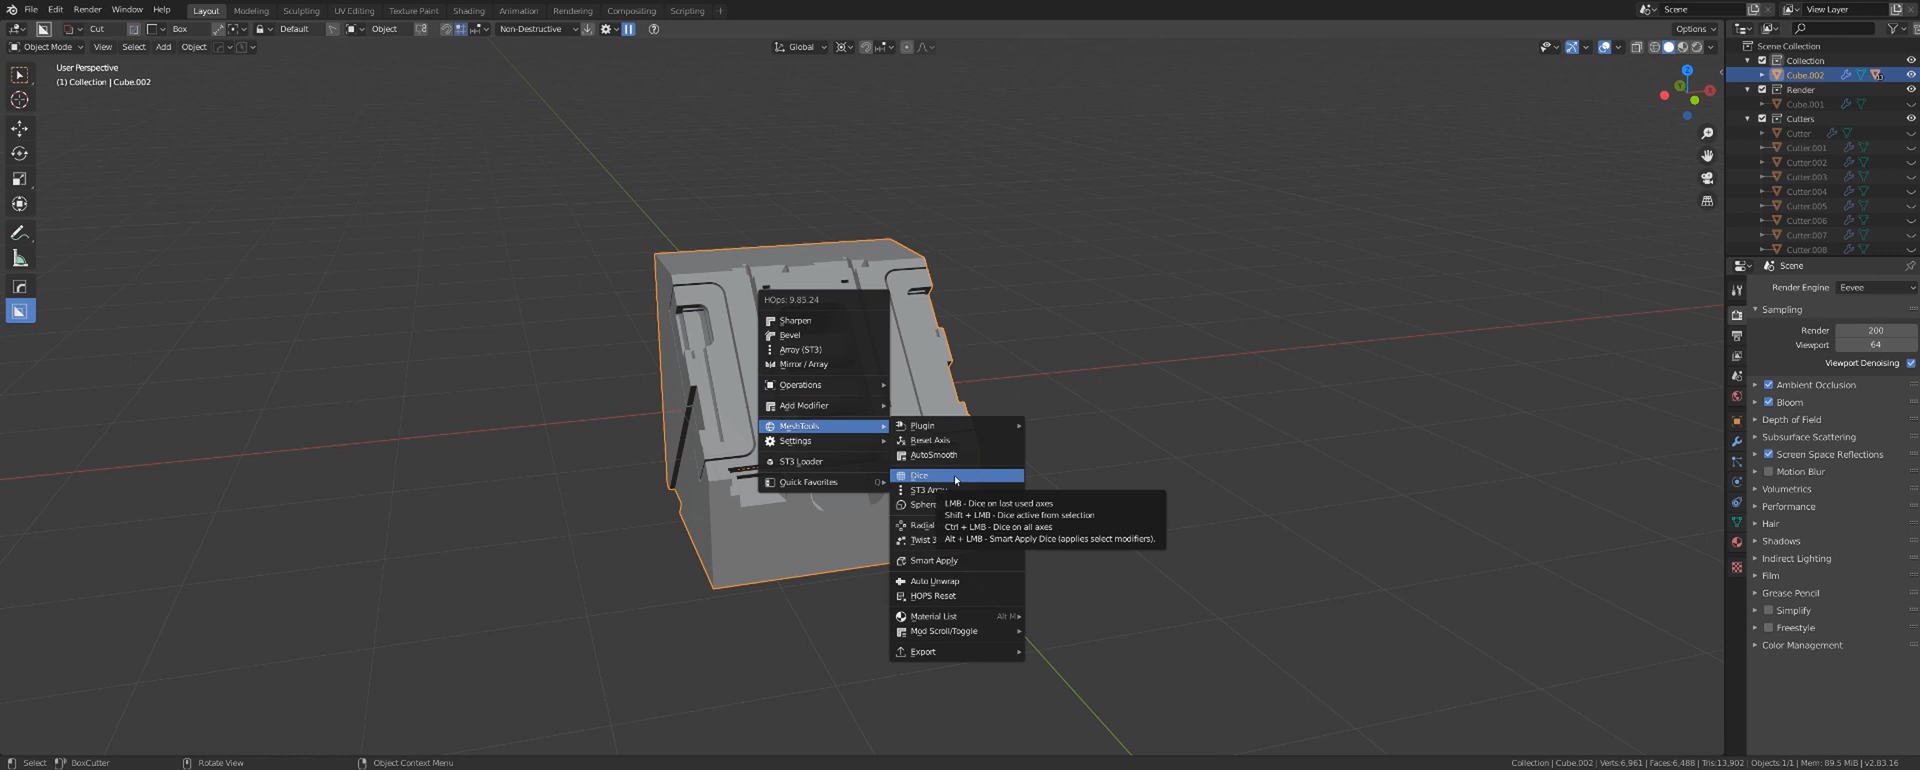 File Edit Render Window Help Layout Modeling Sculpting UV Editing Texture Paint Shading Animation Rendering Compositing Scripting + Scene View Layer
Cut Box Default Object Non-Destructive Options
Object Mode View Select Add Object Global
User Perspective
(1) Collection | Cube.002
Z
Y
X
HOps: 9.85.24
Sharpen
Bevel
Array (ST3)
Mirror / Array
Operations
Add Modifier
MeshTools
Settings
ST3 Loader
Quick Favorites Q
Plugin
Reset Axis
AutoSmooth
Dice
ST3 Array
Sphere
Radial
Twist 3
Smart Apply
Auto Unwrap
HOPS Reset
Material List Alt M
Mod Scroll/Toggle
Export
LMB - Dice on last used axes
Shift + LMB - Dice active from selection
Ctrl + LMB - Dice on all axes
Alt + LMB - Smart Apply Dice (applies select modifiers).
Scene Collection
Collection
Cube.002
Render
Cube.001
Cutters
Cutter
Cutter.001
Cutter.002
Cutter.003
Cutter.004
Cutter.005
Cutter.006
Cutter.007
Cutter.008
Scene
Render Engine Eevee
Sampling
Render 200
Viewport 64
Viewport Denoising
Ambient Occlusion
Bloom
Depth of Field
Subsurface Scattering
Screen Space Reflections
Motion Blur
Volumetrics
Performance
Hair
Shadows
Indirect Lighting
Film
Grease Pencil
Simplify
Freestyle
Color Management
Select BoxCutter Rotate View Object Context Menu Collection | Cube.002 | Verts:6,961 | Faces:6,488 | Tris:13,902 | Objects:1/1 | Mem: 89.5 MiB | v2.83.16